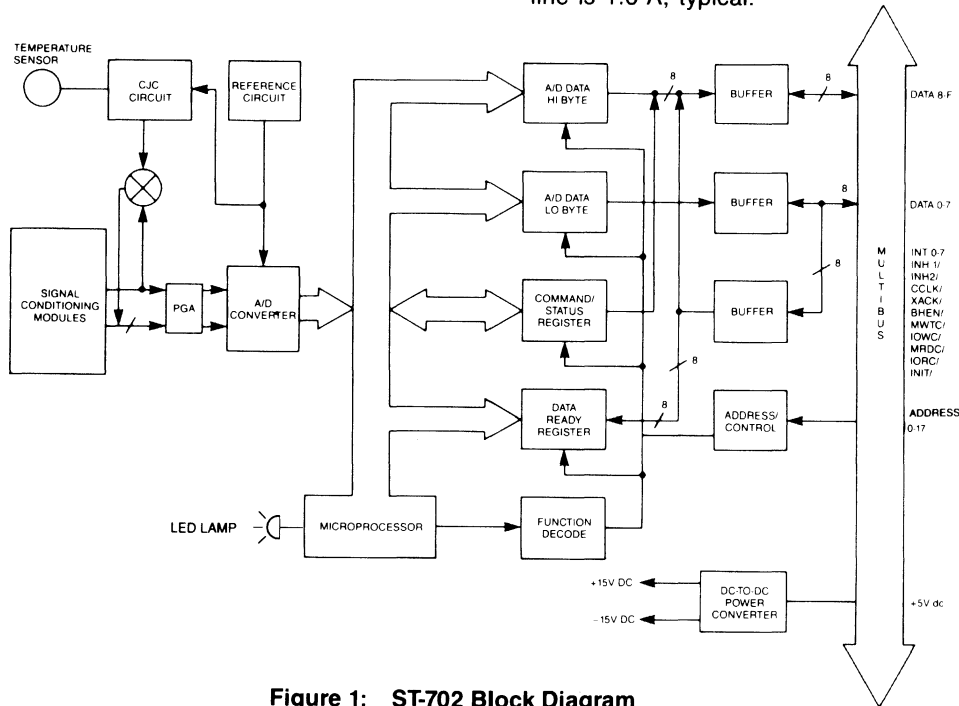 line is 1.6 A, typical.
TEMPERATURE
SENSOR
CJC
CIRCUIT
REFERENCE
CIRCUIT
SIGNAL
CONDITIONING
MODULES
PGA
A/D
CONVERTER
LED LAMP
MICROPROCESSOR
A/D DATA
HI BYTE
A/D DATA
LO BYTE
COMMAND/
STATUS
REGISTER
DATA
READY
REGISTER
FUNCTION
DECODE
8
8
8
BUFFER
8
BUFFER
8
BUFFER
8
ADDRESS/
CONTROL
DC-TO-DC
POWER
CONVERTER
+15V DC
-15V DC
MULTIBUS
DATA 8-F
DATA 0-7
INT 0-7
INH 1/
INH2/
CCLK/
XACK/
BHEN/
MWTC/
IOWC/
MRDC/
IORC/
INIT/
ADDRESS
0-17
+5V dc
Figure 1: ST-702 Block Diagram